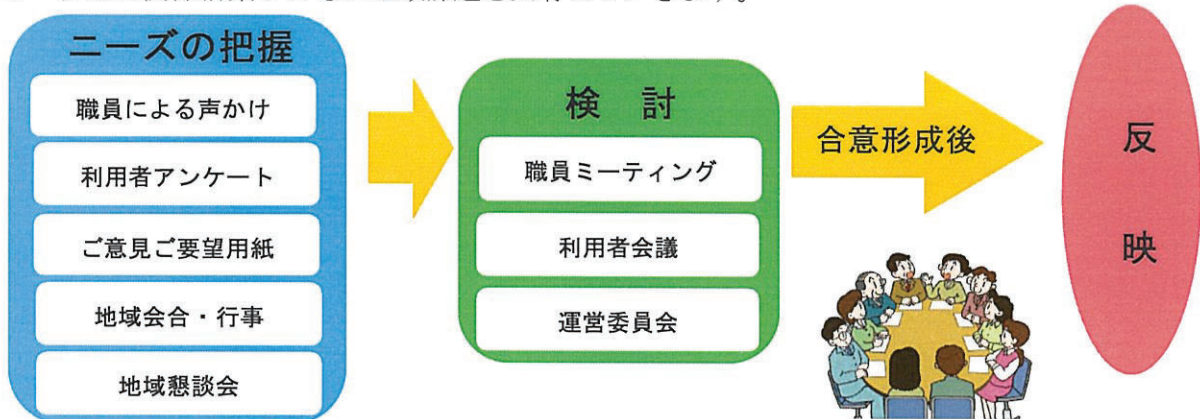 ニーズの把握
職員による声かけ
利用者アンケート
ご意見ご要望用紙
地域会合・行事
地域懇談会
検 討
職員ミーティング
利用者会議
運営委員会
合意形成後
反映